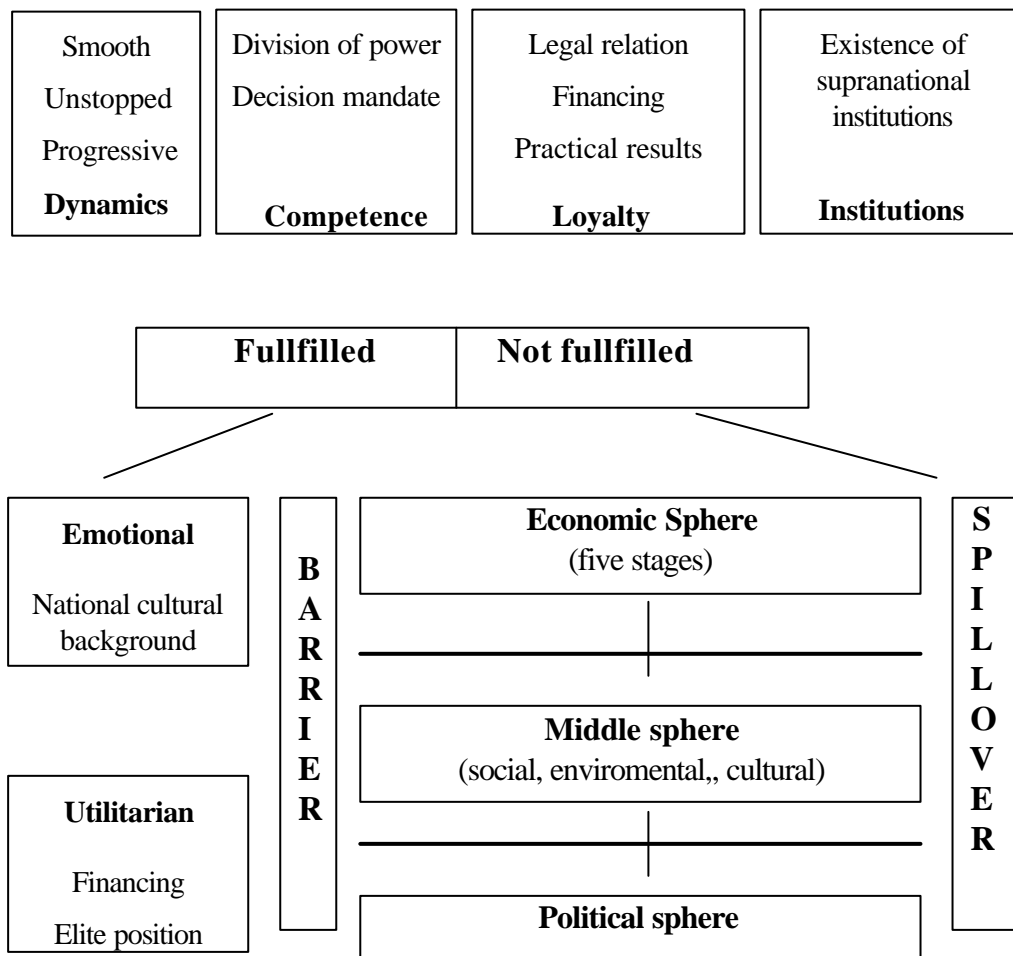 Smooth
Unstopped
Progressive
Dynamics
Division of power
Decision mandate
Competence
Legal relation
Financing
Practical results
Loyalty
Existence of
supranational
institutions
Institutions
Fullfilled
Not fullfilled
Emotional
National cultural
background
Utilitarian
Financing
Elite position
B
A
R
R
I
E
R
Economic Sphere
(five stages)
Middle sphere
(social, enviromental,, cultural)
Political sphere
S
P
I
L
L
O
V
E
R